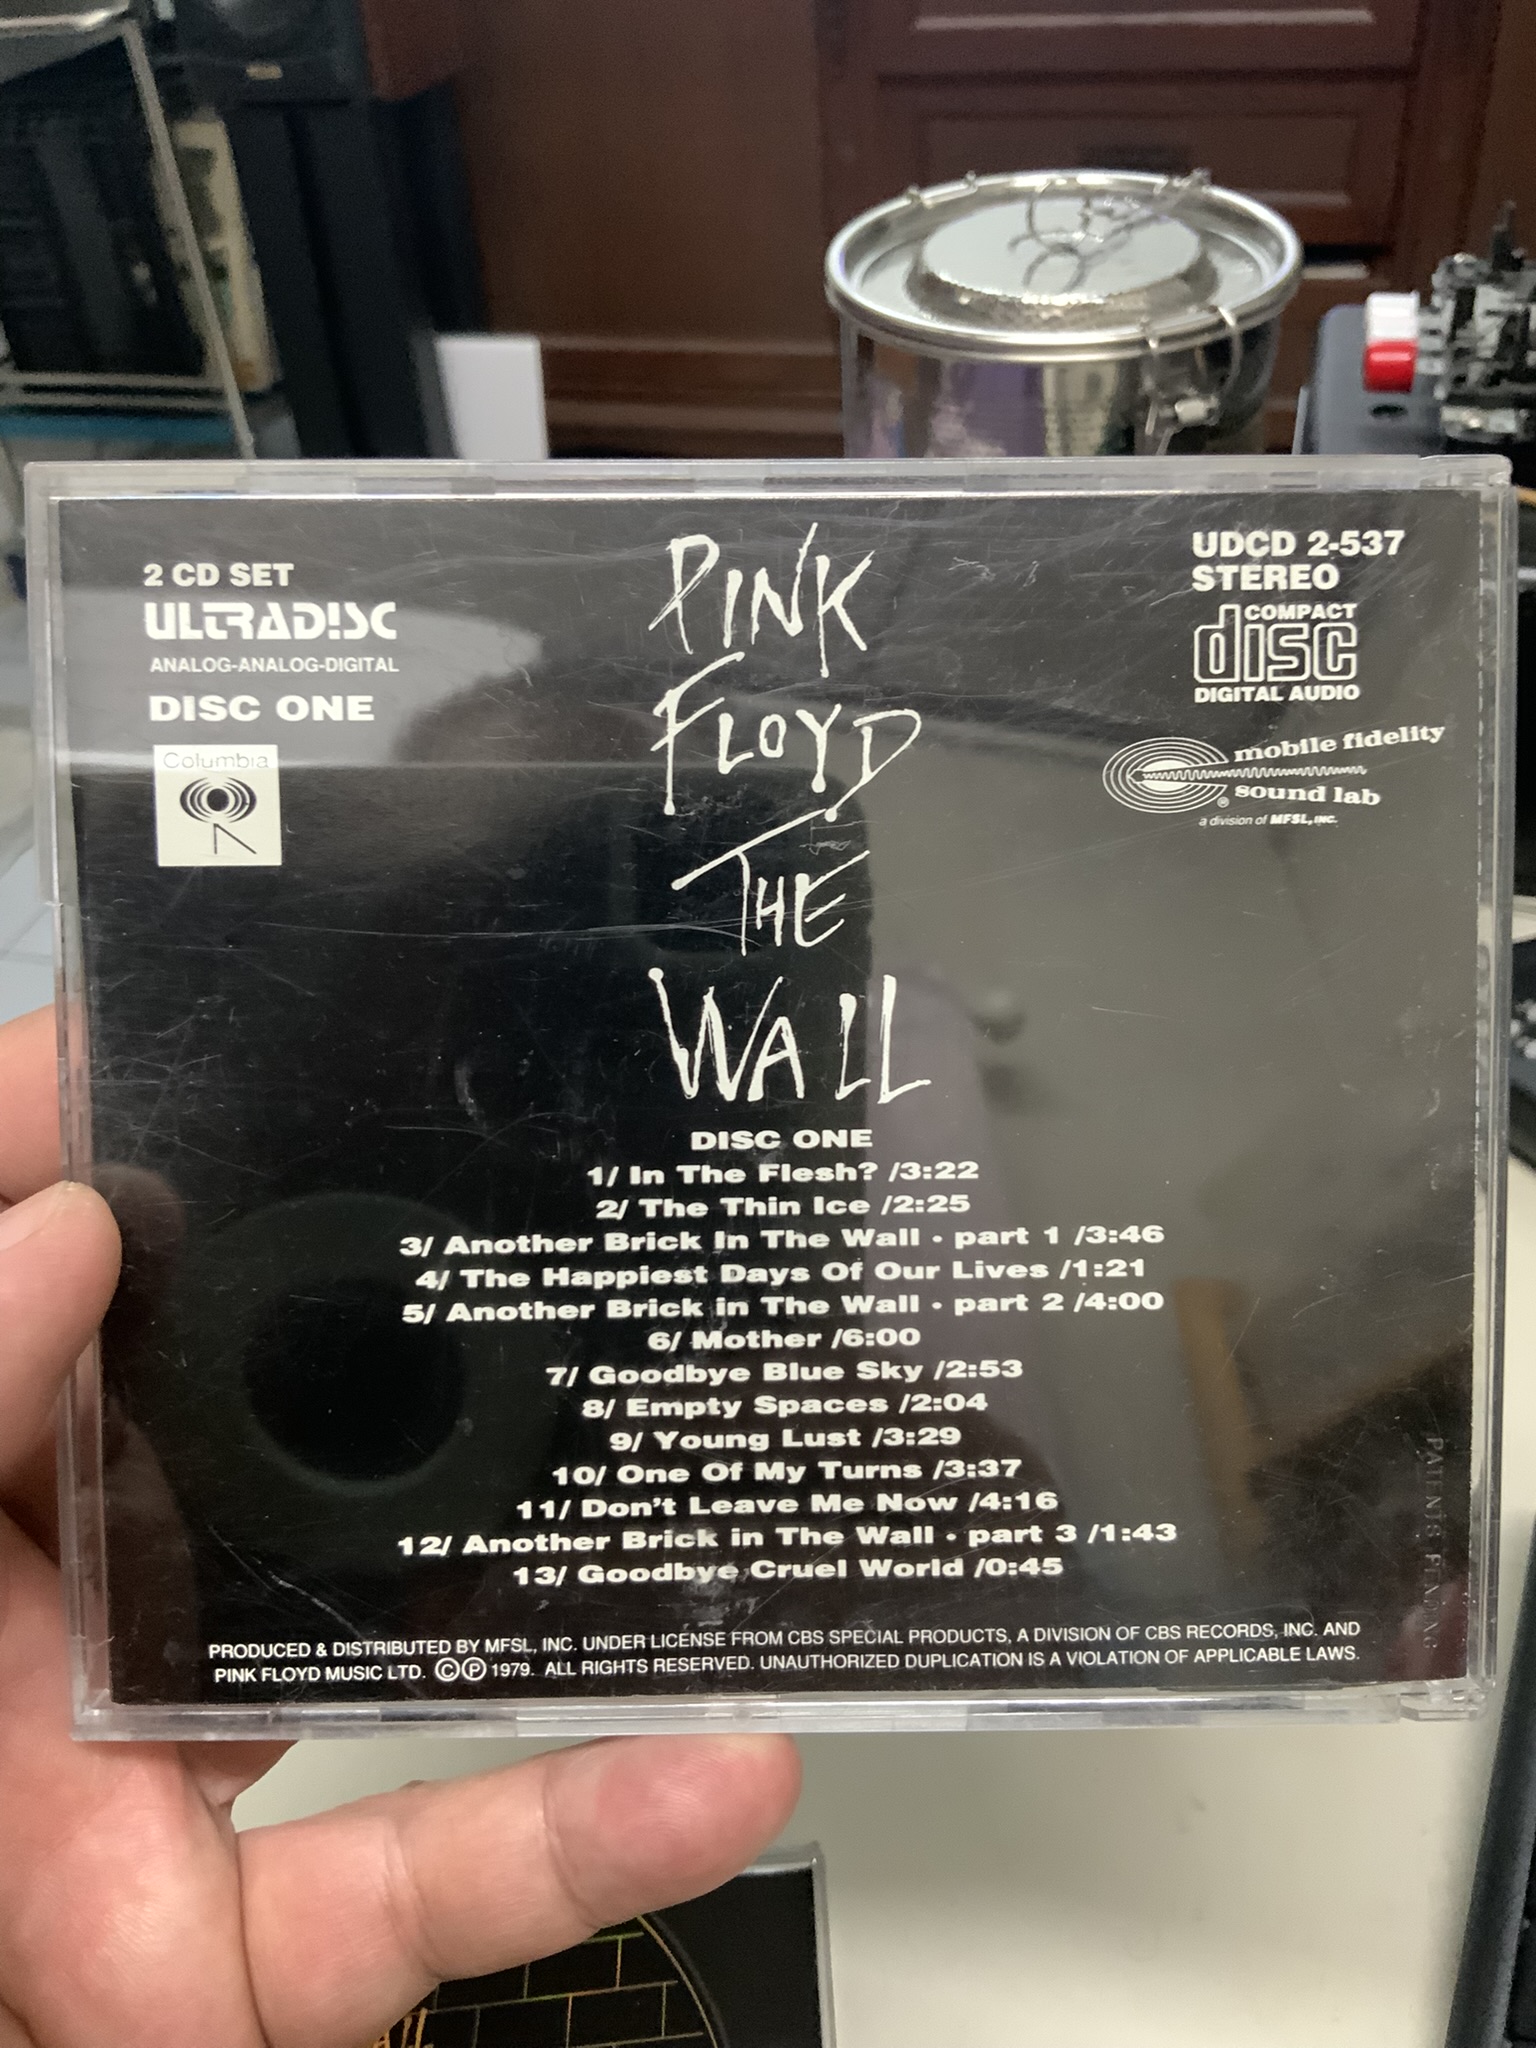 2 CD SET
ULTRADISC
ANALOG-ANALOG-DIGITAL
DISC ONE
Columbia
PINK
FLOYD
THE
WALL
UDCD 2-537
STEREO
COMPACT
disc
DIGITAL AUDIO
mobile fidelity
sound lab
®
a division of MFSL, INC.
DISC ONE
1/ In The Flesh? /3:22
2/ The Thin Ice /2:25
3/ Another Brick In The Wall • part 1 /3:46
4/ The Happiest Days Of Our Lives /1:21
5/ Another Brick in The Wall • part 2 /4:00
6/ Mother /6:00
7/ Goodbye Blue Sky /2:53
8/ Empty Spaces /2:04
9/ Young Lust /3:29
10/ One Of My Turns /3:37
11/ Don't Leave Me Now /4:16
12/ Another Brick in The Wall • part 3 /1:43
13/ Goodbye Cruel World /0:45
PRODUCED & DISTRIBUTED BY MFSL, INC. UNDER LICENSE FROM CBS SPECIAL PRODUCTS, A DIVISION OF CBS RECORDS, INC. AND
PINK FLOYD MUSIC LTD. ©℗ 1979. ALL RIGHTS RESERVED. UNAUTHORIZED DUPLICATION IS A VIOLATION OF APPLICABLE LAWS.
PATENTS PENDING